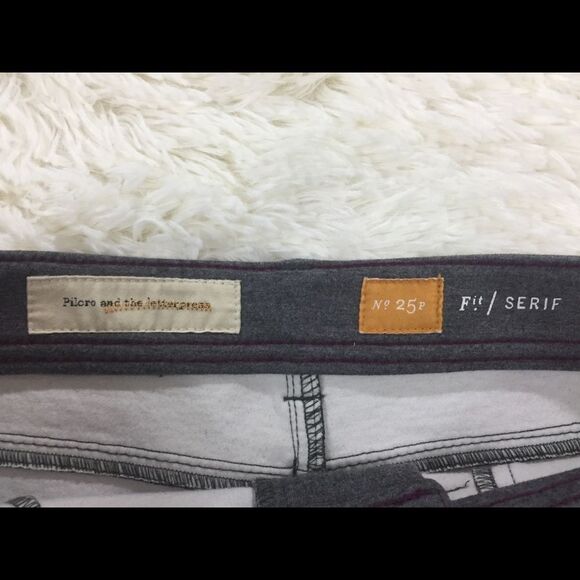 Pilcro and the letterpress
Nº 25P
Fit / SERIF